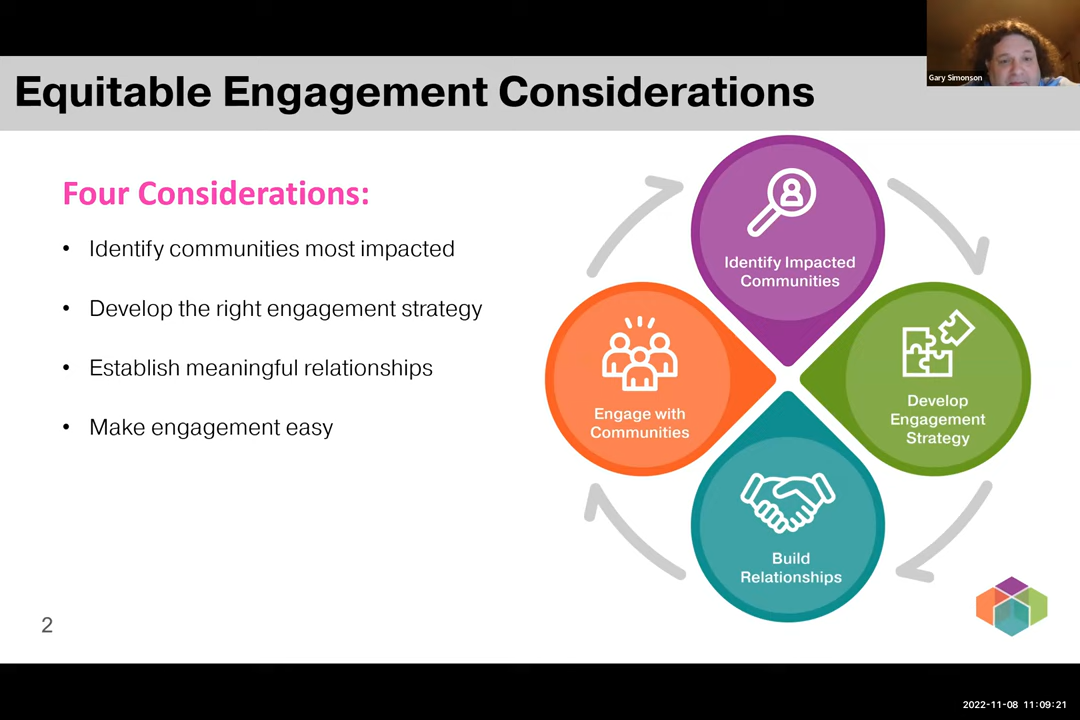 Equitable Engagement Considerations
Gary Simonson
Four Considerations:
• Identify communities most impacted
• Develop the right engagement strategy
• Establish meaningful relationships
• Make engagement easy
Identify Impacted
Communities
Develop
Engagement
Strategy
Build
Relationships
Engage with
Communities
2
2022-11-08 11:09:21